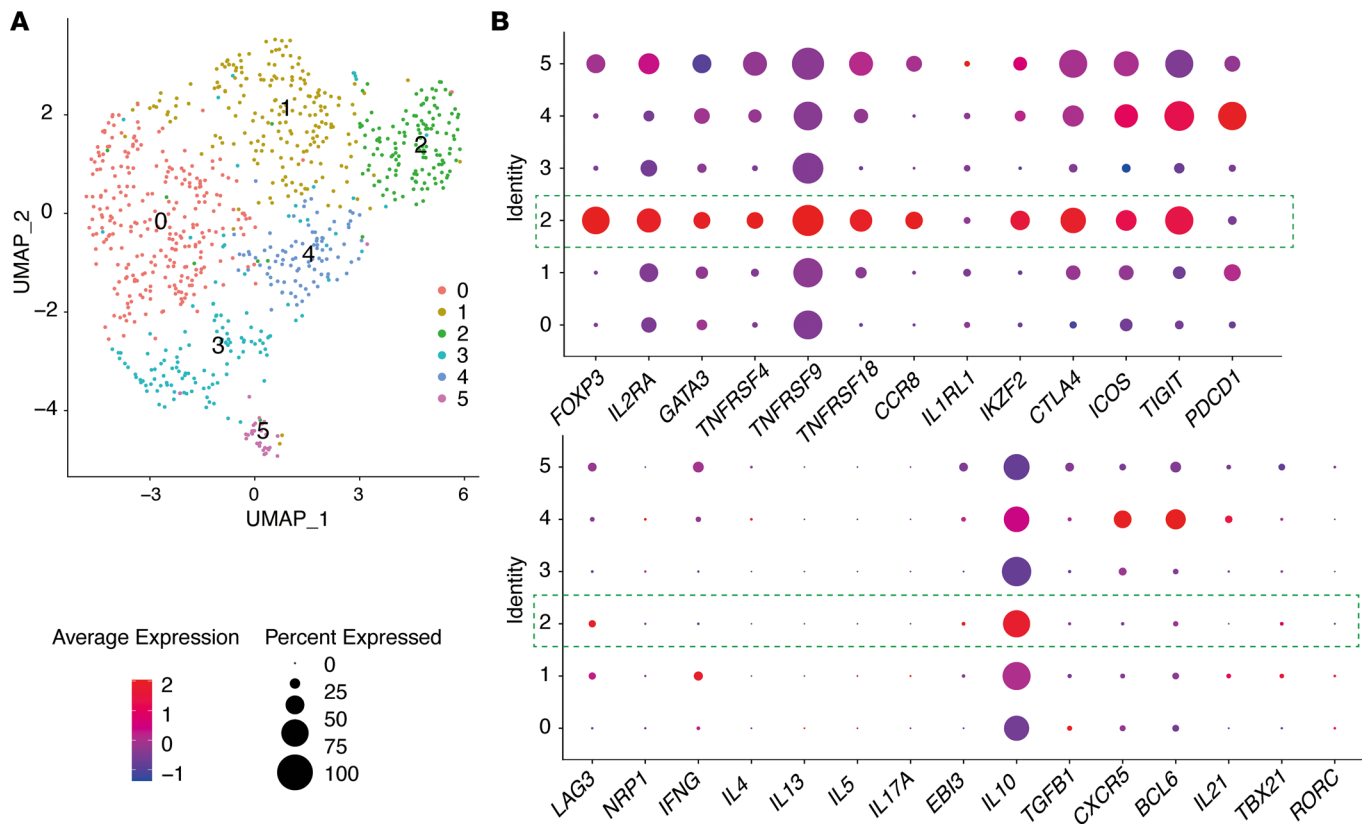 A
B
UMAP_2
2
0
−2
−4
−3
0
3
6
UMAP_1
0
1
2
3
4
5
0
1
2
3
4
5
Identity
5
4
3
2
1
0
FOXP3
IL2RA
GATA3
TNFRSF4
TNFRSF9
TNFRSF18
CCR8
IL1RL1
IKZF2
CTLA4
ICOS
TIGIT
PDCD1
Identity
5
4
3
2
1
0
LAG3
NRP1
IFNG
IL4
IL13
IL5
IL17A
EBI3
IL10
TGFB1
CXCR5
BCL6
IL21
TBX21
RORC
Average Expression
2
1
0
−1
Percent Expressed
0
25
50
75
100